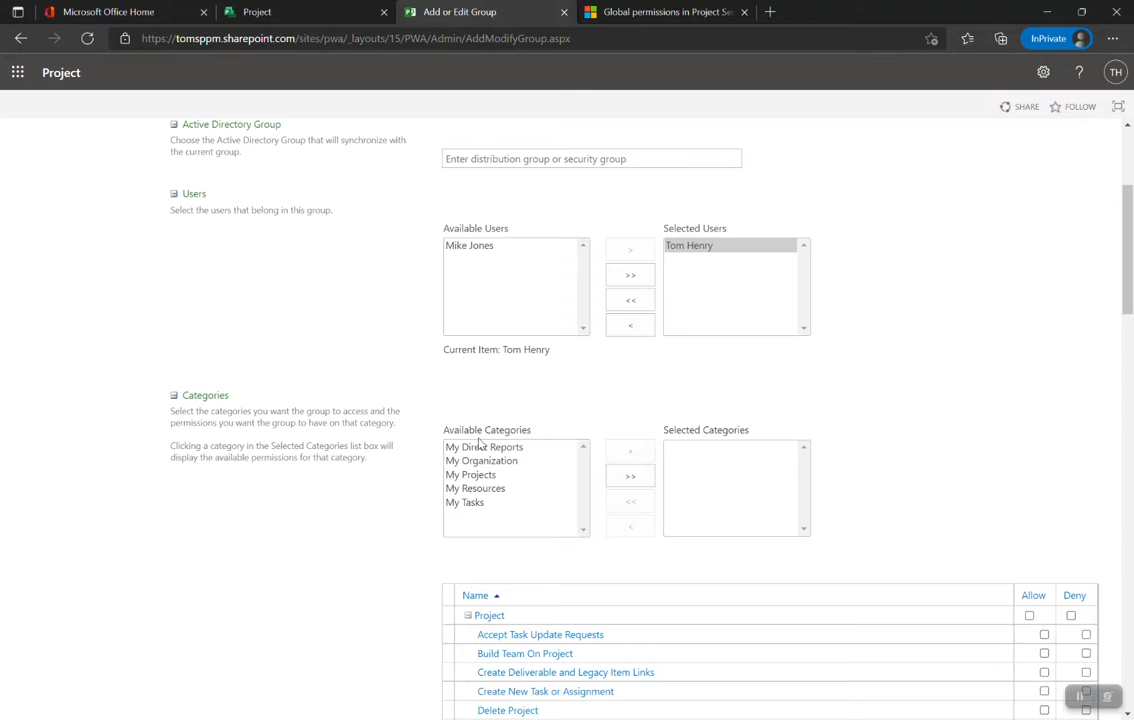 Microsoft Office Home
Project
Add or Edit Group
Global permissions in Project Se
https://tomsppm.sharepoint.com/sites/pwa/_layouts/15/PWA/Admin/AddModifyGroup.aspx
InPrivate
Project
TH
SHARE
FOLLOW
Active Directory Group
Choose the Active Directory Group that will synchronize with
the current group.
Enter distribution group or security group
Users
Select the users that belong in this group.
Available Users
Selected Users
Mike Jones
Tom Henry
>
>>
<<
<
Current Item: Tom Henry
Categories
Select the categories you want the group to access and the
permissions you want the group to have on that category.
Clicking a category in the Selected Categories list box will
display the available permissions for that category.
Available Categories
Selected Categories
My Direct Reports
My Organization
My Projects
My Resources
My Tasks
>
>>
<<
<
Name
Allow
Deny
Project
Accept Task Update Requests
Build Team On Project
Create Deliverable and Legacy Item Links
Create New Task or Assignment
Delete Project